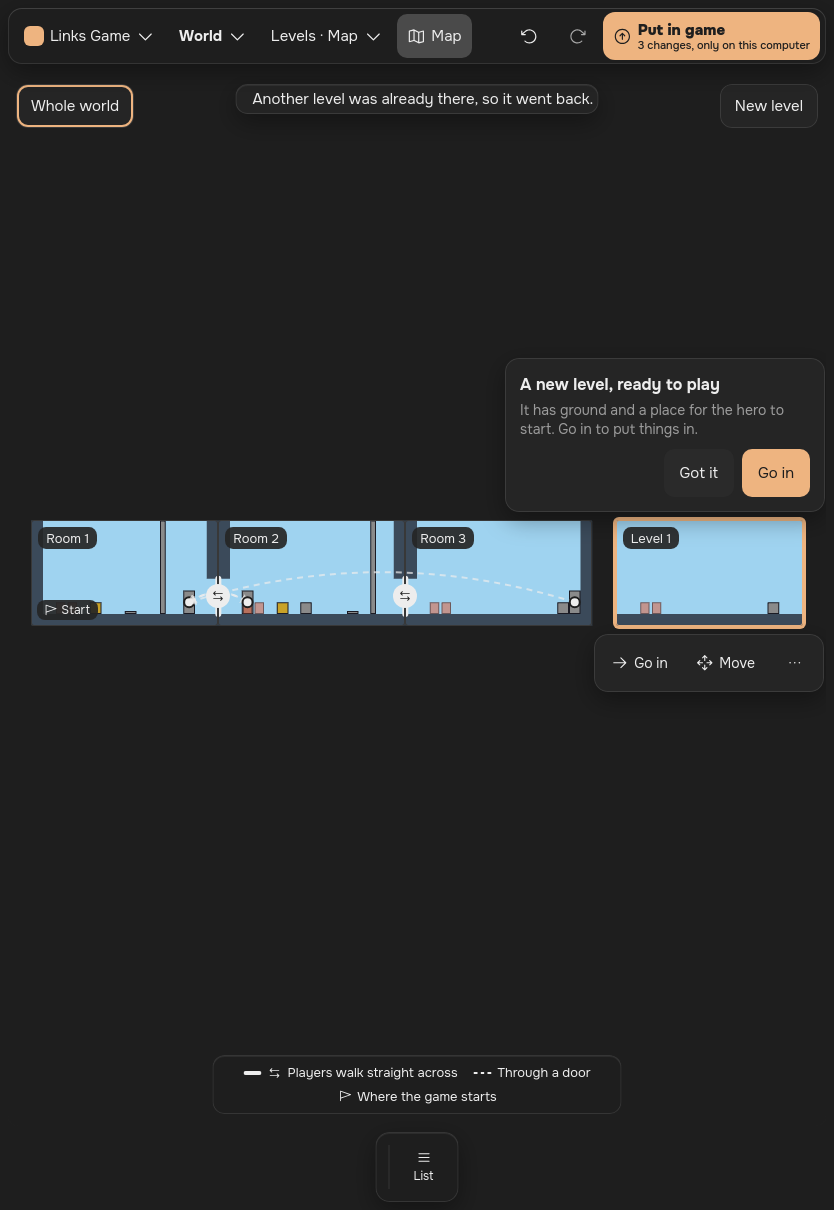 Links Game
World
Levels · Map
Map
Put in game
3 changes, only on this computer
Whole world
Another level was already there, so it went back.
New level
A new level, ready to play
It has ground and a place for the hero to
start. Go in to put things in.
Got it
Go in
Room 1
Room 2
Room 3
Level 1
Start
Go in
Move
Players walk straight across
Through a door
Where the game starts
List